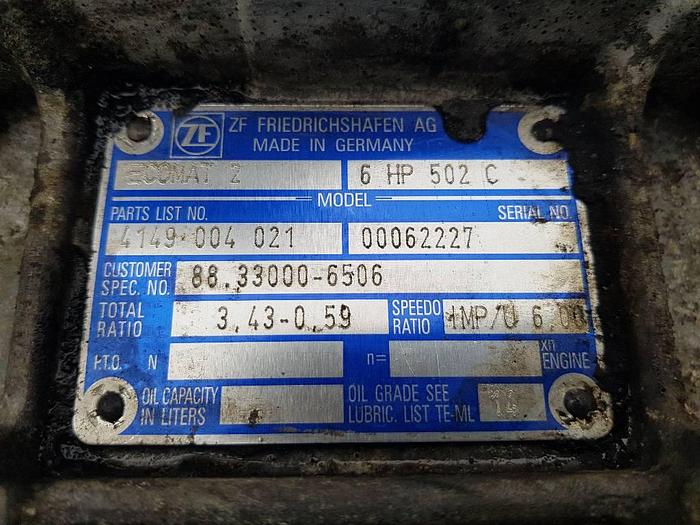 ZF ZF FRIEDRICHSHAFEN AG
MADE IN GERMANY
ECOMAT 2 6 HP 502 C
MODEL
PARTS LIST NO. SERIAL NO.
4149 004 021 00062227
CUSTOMER SPEC. NO. 88.33000-6506
TOTAL RATIO 3,43-0,59 SPEEDO RATIO 1MP/U 6,00
P.T.O. N n= XN ENGINE
OIL CAPACITY IN LITERS OIL GRADE SEE LUBRIC. LIST TE-ML 14